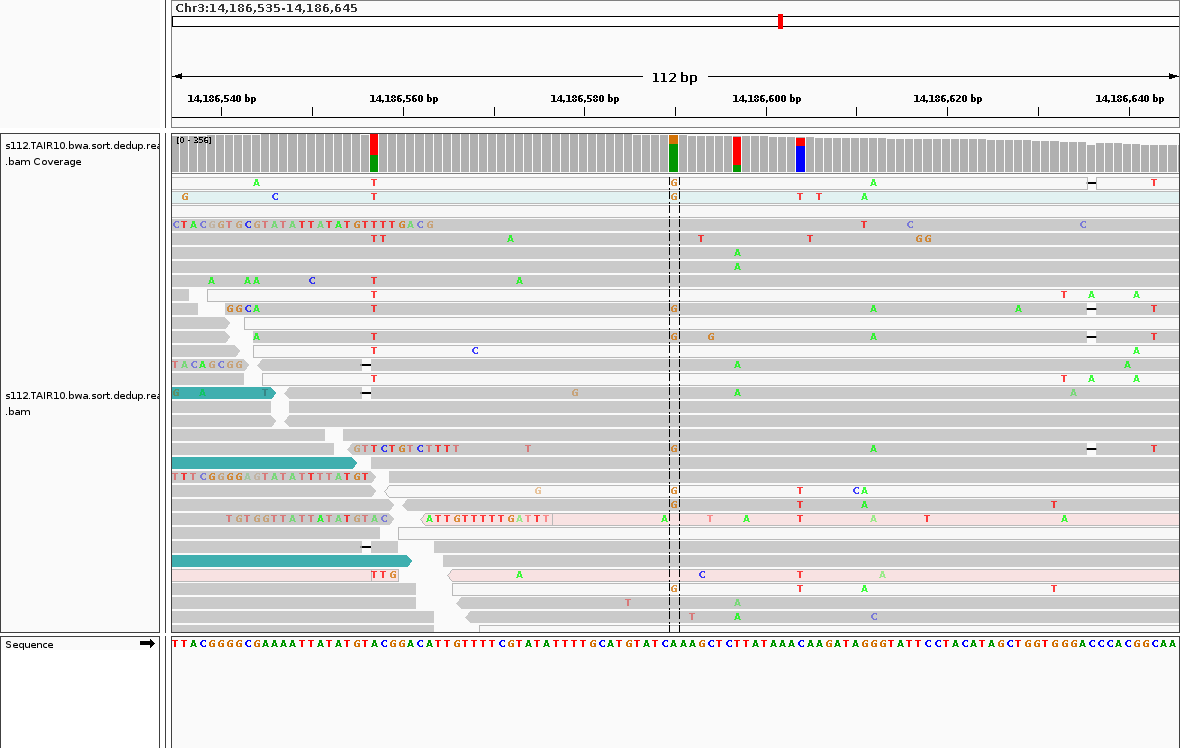 Chr3:14,186,535-14,186,645
112 bp
14,186,540 bp 14,186,560 bp 14,186,580 bp 14,186,600 bp 14,186,620 bp 14,186,640 bp
s112.TAIR10.bwa.sort.dedup.rea
.bam Coverage
[0 - 356]
A T G A T
G C T G T T A
CTACGGTGCGTATATTATATGTTTTGACG T C C
TT A T T GG
A
A
A AA C T A
T T A A
GGCA T G A A T
A T G G A T
T C A
TACAGCGG A A
T T A A
s112.TAIR10.bwa.sort.dedup.rea
.bam
G A T G A A
GTTCTGTCTTTT T G A T
TTTCGGGGAGTATATTTTATGT
G G T CA
G T A T
TGTGGTTATTATATGTAC ATTGTTTTTGATTT A T A T A T A
TTG A C T A
G T A T
T A
T A C
Sequence
TTACGGGGCGAAAATTATATGTACGGACATTGTTTTCGTATATTTTGCATGTATCAAAGCTCTTATAAACAAGATAGGGTATTCCTACATAGCTGGTGGGACCCACGGCAA